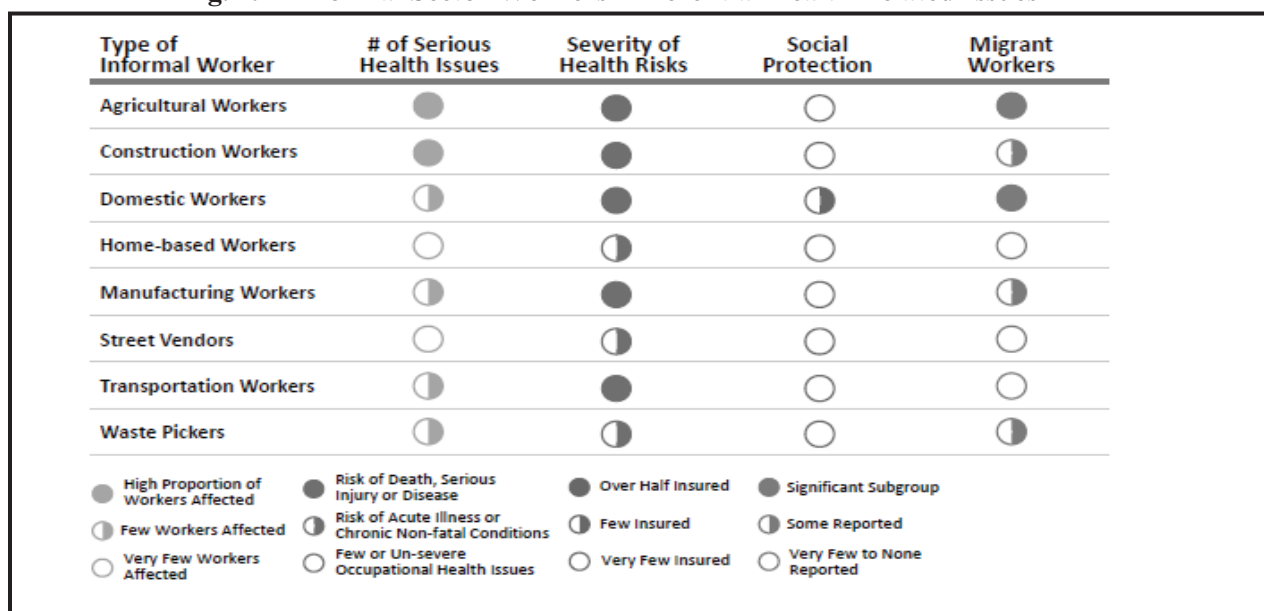 Type of Informal Worker
# of Serious Health Issues
Severity of Health Risks
Social Protection
Migrant Workers
Agricultural Workers
Construction Workers
Domestic Workers
Home-based Workers
Manufacturing Workers
Street Vendors
Transportation Workers
Waste Pickers
High Proportion of Workers Affected
Risk of Death, Serious Injury or Disease
Over Half Insured
Significant Subgroup
Few Workers Affected
Risk of Acute Illness or Chronic Non-fatal Conditions
Few Insured
Some Reported
Very Few Workers Affected
Few or Un-severe Occupational Health Issues
Very Few Insured
Very Few to None Reported